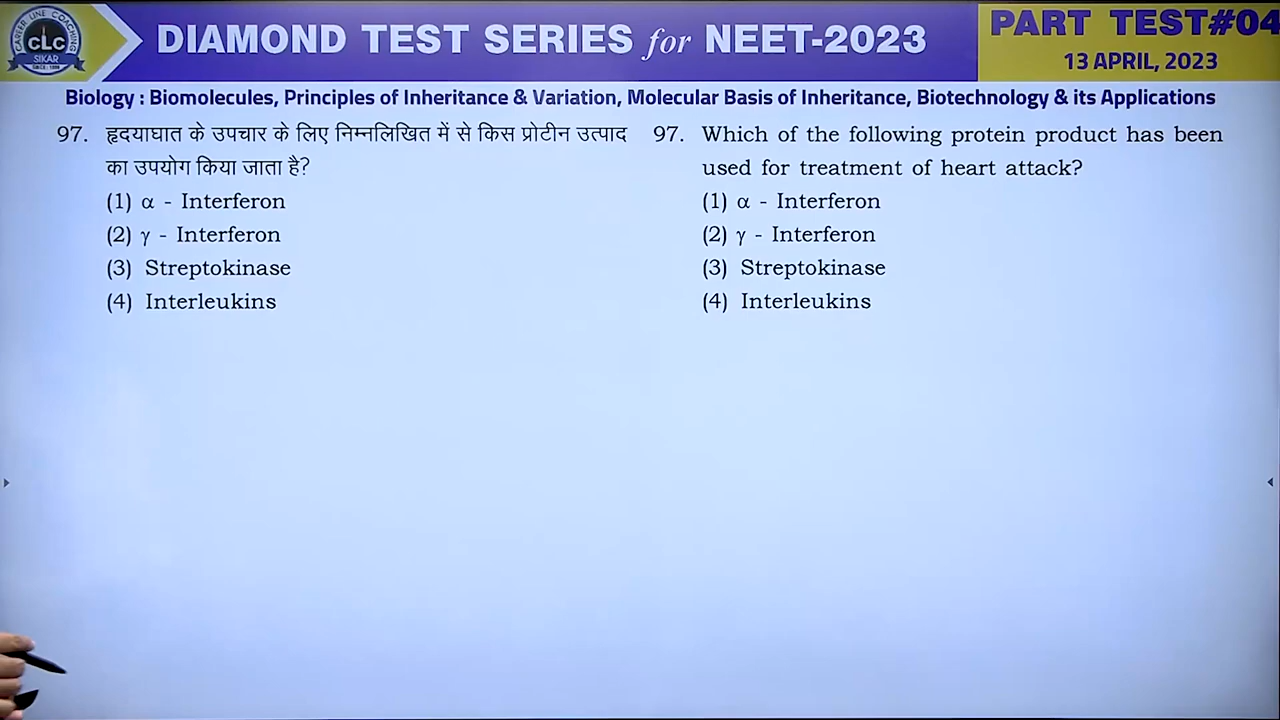 CAREER LINE COACHING
CLC
SIKAR
DIAMOND TEST SERIES for NEET-2023
PART TEST#04
13 APRIL, 2023
Biology : Biomolecules, Principles of Inheritance & Variation, Molecular Basis of Inheritance, Biotechnology & its Applications
97. हृदयाघात के उपचार के लिए निम्नलिखित में से किस प्रोटीन उत्पाद
का उपयोग किया जाता है?
(1) α - Interferon
(2) γ - Interferon
(3) Streptokinase
(4) Interleukins
97. Which of the following protein product has been
used for treatment of heart attack?
(1) α - Interferon
(2) γ - Interferon
(3) Streptokinase
(4) Interleukins